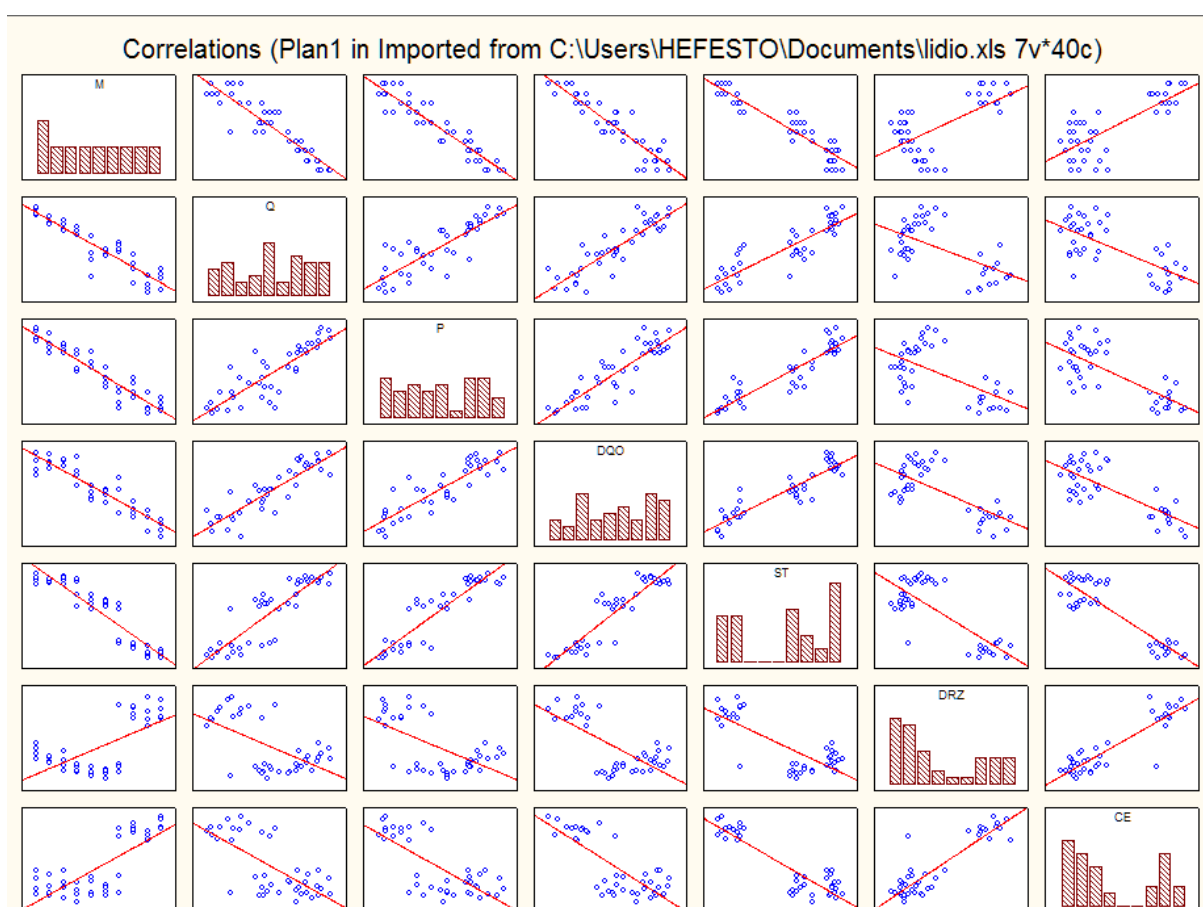 Correlations (Plan1 in Imported from C:\Users\HEFESTO\Documents\lidio.xls 7v*40c)
M
Q
P
DQO
ST
DRZ
CE